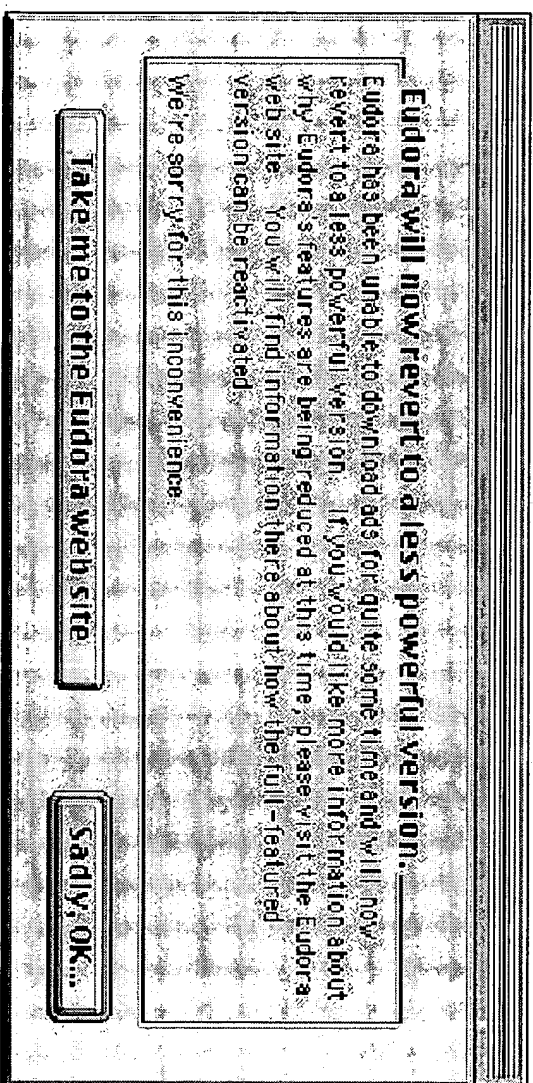 Eudora will now revert to a less powerful version.
Eudora has been unable to download ads for quite some time and will now
revert to a less powerful version. If you would like more information about
why Eudora's features are being reduced at this time, please visit the Eudora
web site. You will find information there about how the full-featured
version can be reactivated.
We're sorry for this inconvenience.
Take me to the Eudora web site
Sadly, OK...